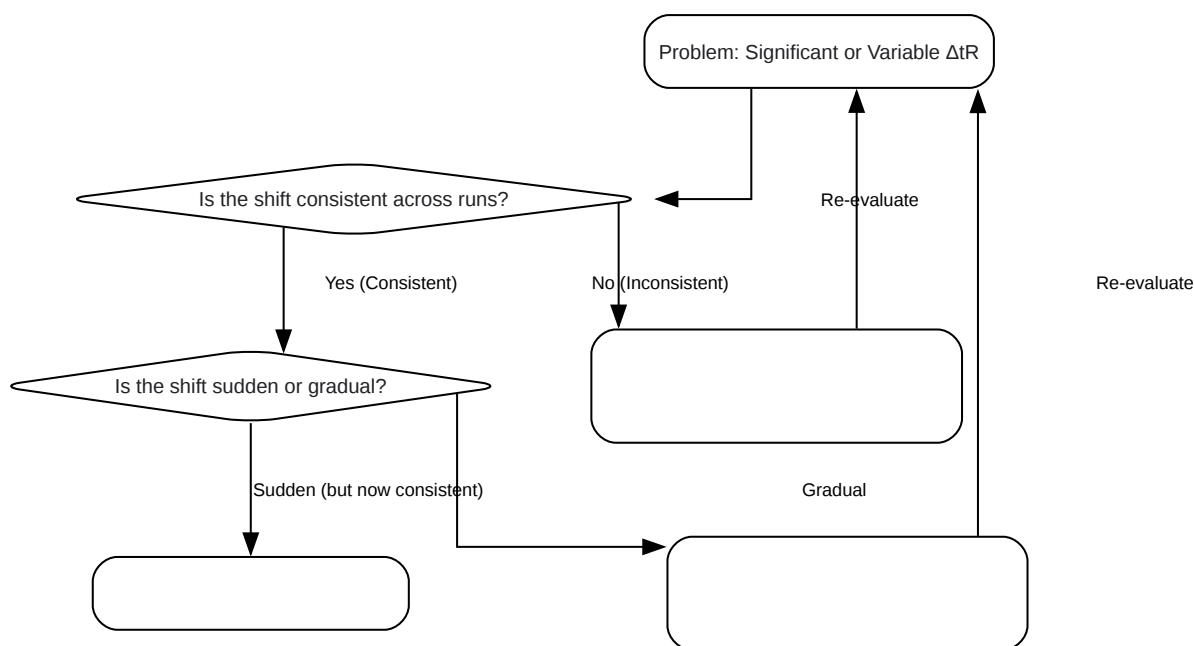 Problem: Significant or Variable ΔtR
Is the shift consistent across runs?
Re-evaluate
Yes (Consistent)
No (Inconsistent)
Re-evaluate
Is the shift sudden or gradual?
Sudden (but now consistent)
Gradual